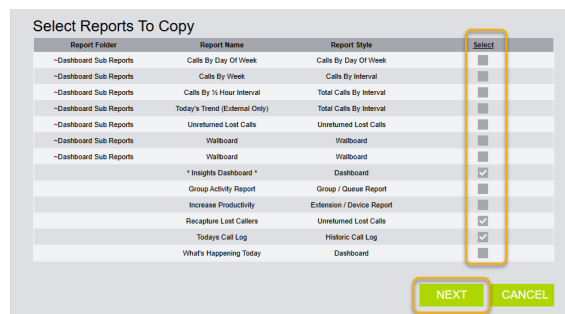 Select Reports To Copy
Report Folder Report Name Report Style Select
~Dashboard Sub Reports Calls By Day Of Week Calls By Day Of Week
~Dashboard Sub Reports Calls By Week Calls By Interval
~Dashboard Sub Reports Calls By ½ Hour Interval Total Calls By Interval
~Dashboard Sub Reports Today's Trend (External Only) Total Calls By Interval
~Dashboard Sub Reports Unreturned Lost Calls Unreturned Lost Calls
~Dashboard Sub Reports Wallboard Wallboard
~Dashboard Sub Reports Wallboard Wallboard
* Insights Dashboard * Dashboard
Group Activity Report Group / Queue Report
Increase Productivity Extension / Device Report
Recapture Lost Callers Unreturned Lost Calls
Todays Call Log Historic Call Log
What's Happening Today Dashboard
NEXT CANCEL